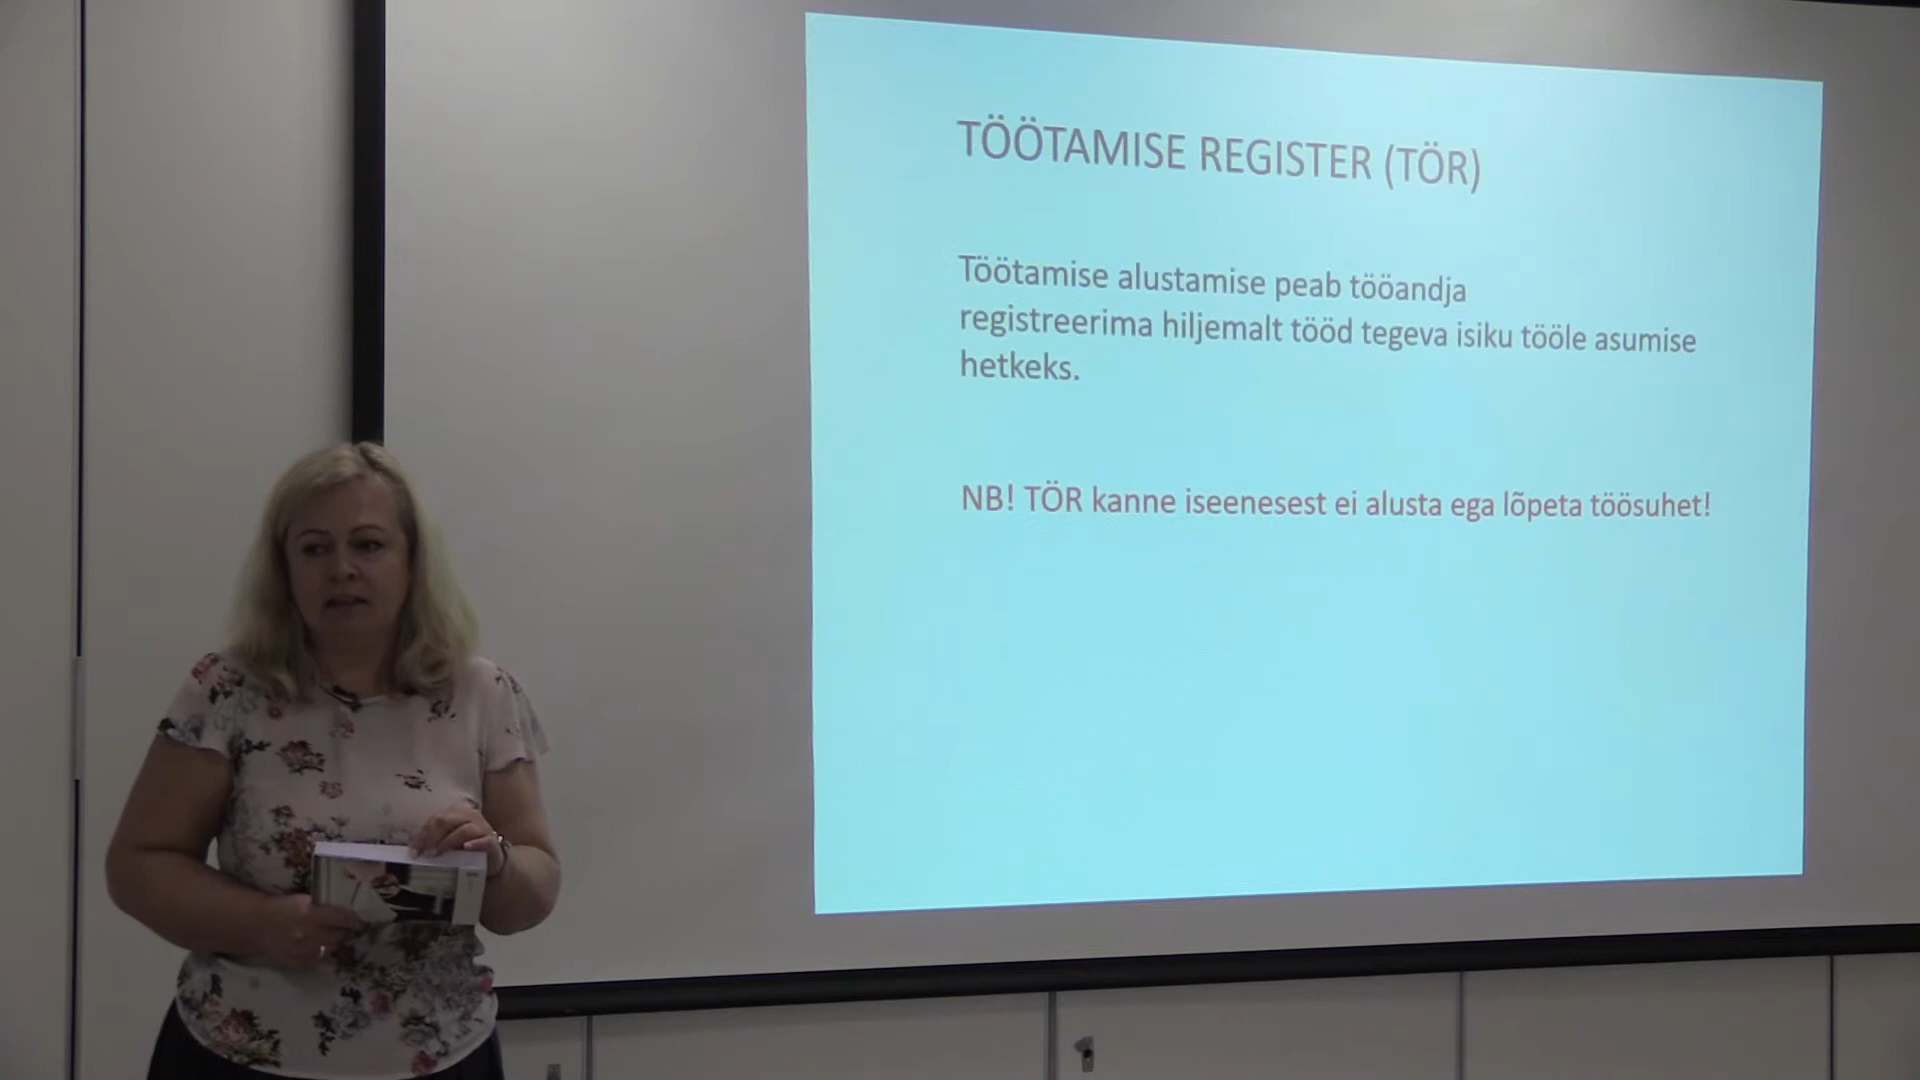 TÖÖTAMISE REGISTER (TÖR)
Töötamise alustamise peab tööandja
registreerima hiljemalt tööd tegeva isiku tööle asumise
hetkeks.
NB! TÖR kanne iseenesest ei alusta ega lõpeta töösuhet!